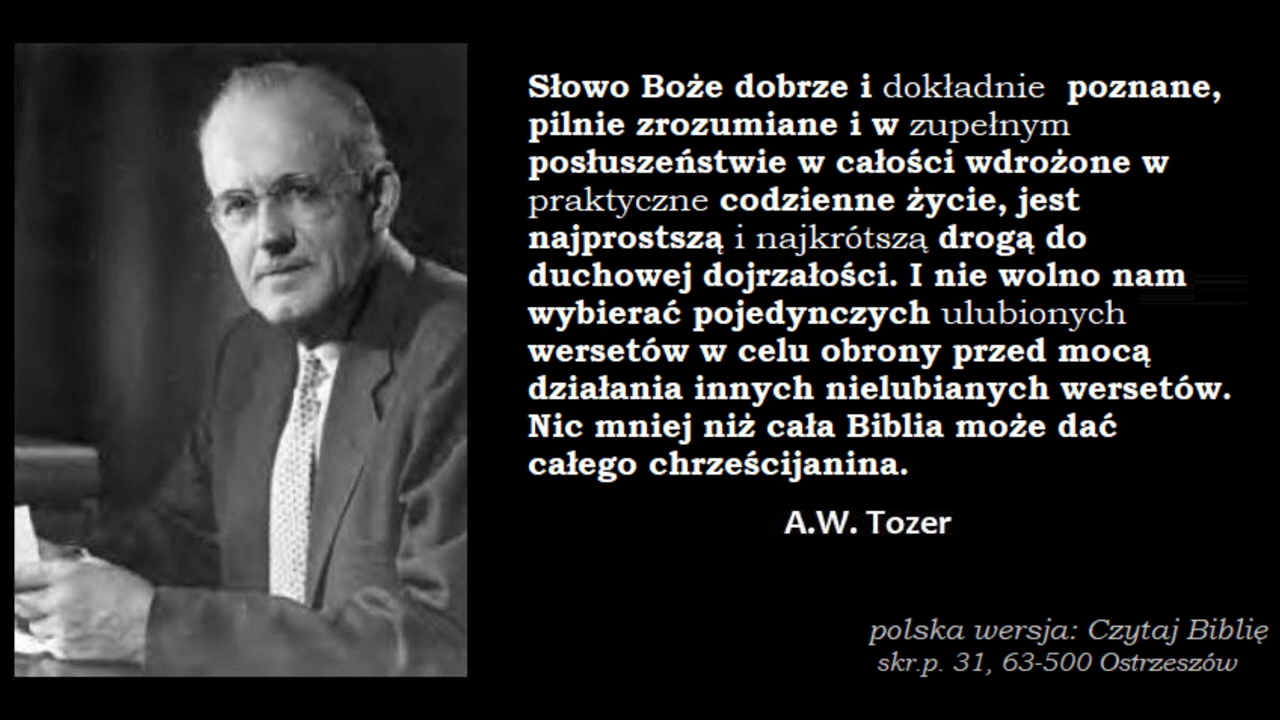 Słowo Boże dobrze i dokładnie poznane,
pilnie zrozumiane i w zupełnym
posłuszeństwie w całości wdrożone w
praktyczne codzienne życie, jest
najprostszą i najkrótszą drogą do
duchowej dojrzałości. I nie wolno nam
wybierać pojedynczych ulubionych
wersetów w celu obrony przed mocą
działania innych nielubianych wersetów.
Nic mniej niż cała Biblia może dać
całego chrześcijanina.
A.W. Tozer
polska wersja: Czytaj Biblię
skr.p. 31, 63-500 Ostrzeszów